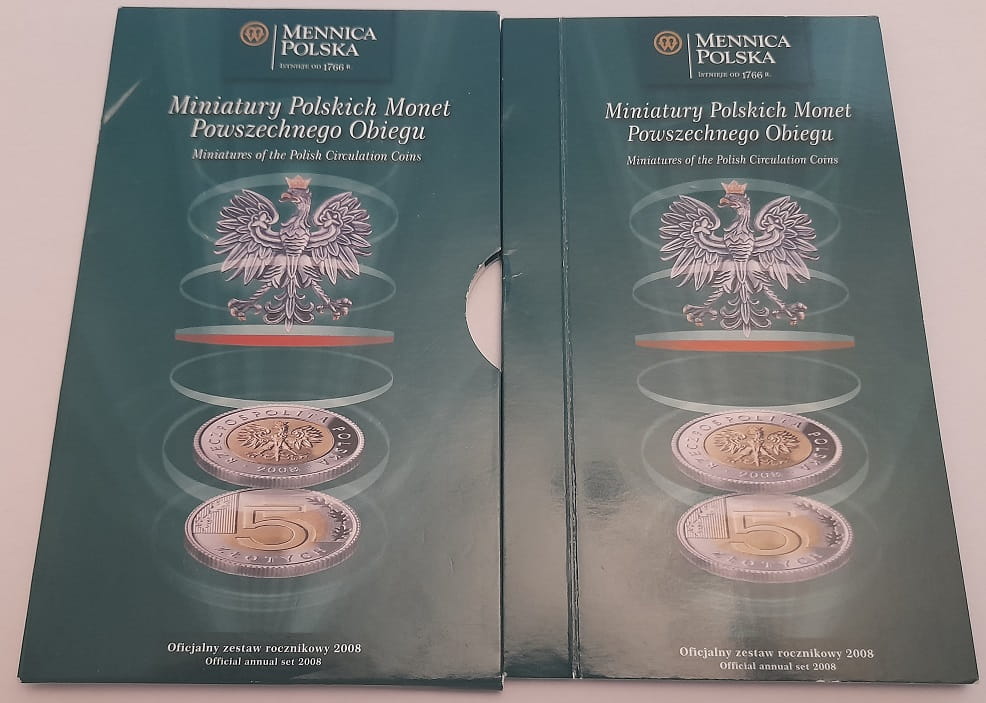 MENNICA
POLSKA
ISTNIEJE OD 1766 R.
Miniatury Polskich Monet
Powszechnego Obiegu
Miniatures of the Polish Circulation Coins
RZECZPOSPOLITA POLSKA
2008
5
ZŁOTYCH
Oficjalny zestaw rocznikowy 2008
Official annual set 2008
MENNICA
POLSKA
ISTNIEJE OD 1766 R.
Miniatury Polskich Monet
Powszechnego Obiegu
Miniatures of the Polish Circulation Coins
RZECZPOSPOLITA POLSKA
2008
5
ZŁOTYCH
Oficjalny zestaw rocznikowy 2008
Official annual set 2008